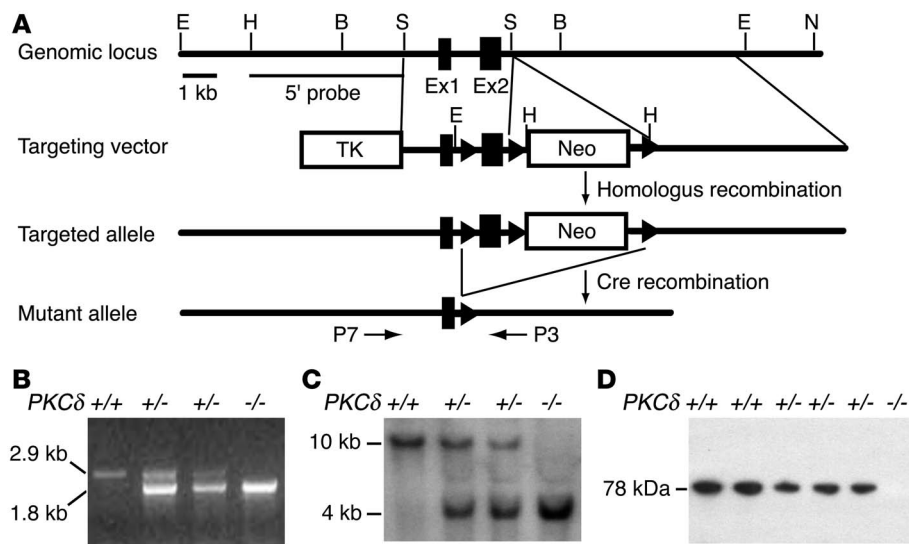 A
E H B S S B E N
Genomic locus
Ex1 Ex2
1 kb 5' probe
E H H
Targeting vector TK Neo
Homologus recombination
Targeted allele Neo
Cre recombination
Mutant allele
P7 P3
B
PKCδ +/+ +/- +/- -/-
2.9 kb
1.8 kb
C
PKCδ +/+ +/- +/- -/-
10 kb
4 kb
D
PKCδ +/+ +/+ +/- +/- +/- -/-
78 kDa